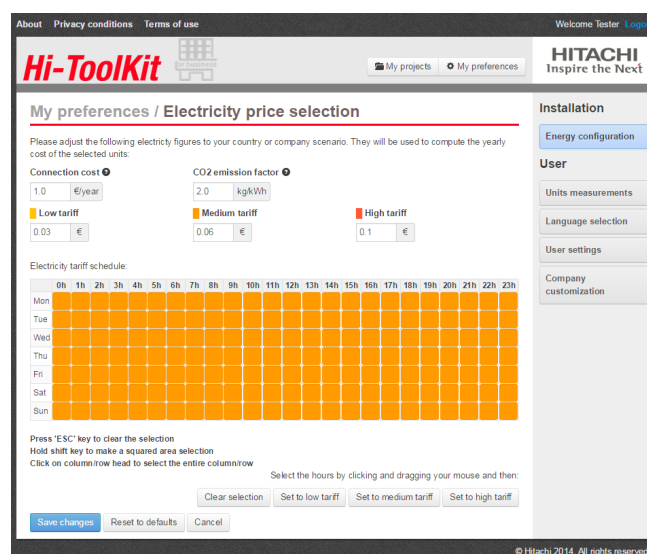 About Privacy conditions Terms of use Welcome Tester Logo
Hi-ToolKit
My projects My preferences
HITACHI
Inspire the Next
My preferences / Electricity price selection
Please adjust the following electricty figures to your country or company scenario. They will be used to compute the yearly
cost of the selected units:
Connection cost CO2 emission factor
1.0 €/year 2.0 kg/kWh
Low tariff Medium tariff High tariff
0.03 € 0.06 € 0.1 €
Electricity tariff schedule:
0h 1h 2h 3h 4h 5h 6h 7h 8h 9h 10h 11h 12h 13h 14h 15h 16h 17h 18h 19h 20h 21h 22h 23h
Mon
Tue
Wed
Thu
Fri
Sat
Sun
Press 'ESC' key to clear the selection
Hold shift key to make a squared area selection
Click on column/row head to select the entire column/row
Select the hours by clicking and dragging your mouse and then:
Clear selection Set to low tariff Set to medium tariff Set to high tariff
Save changes Reset to defaults Cancel
Installation
Energy configuration
User
Units measurements
Language selection
User settings
Company
customization
© Hitachi 2014. All rights reserved